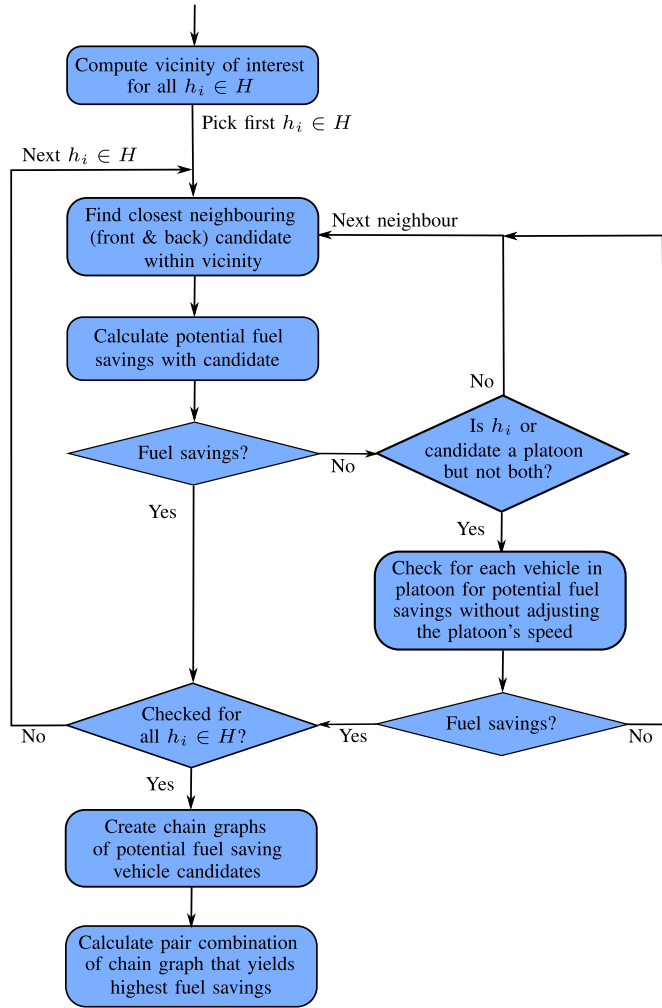 Compute vicinity of interest
for all hᵢ ∈ H
Pick first hᵢ ∈ H
Next hᵢ ∈ H
Find closest neighbouring
(front & back) candidate
within vicinity
Next neighbour
Calculate potential fuel
savings with candidate
No
Is hᵢ or
candidate a platoon
but not both?
Fuel savings?
No
Yes
Yes
Check for each vehicle in
platoon for potential fuel
savings without adjusting
the platoon's speed
Checked for
all hᵢ ∈ H?
Fuel savings?
No
Yes
No
Yes
Create chain graphs
of potential fuel saving
vehicle candidates
Calculate pair combination
of chain graph that yields
highest fuel savings